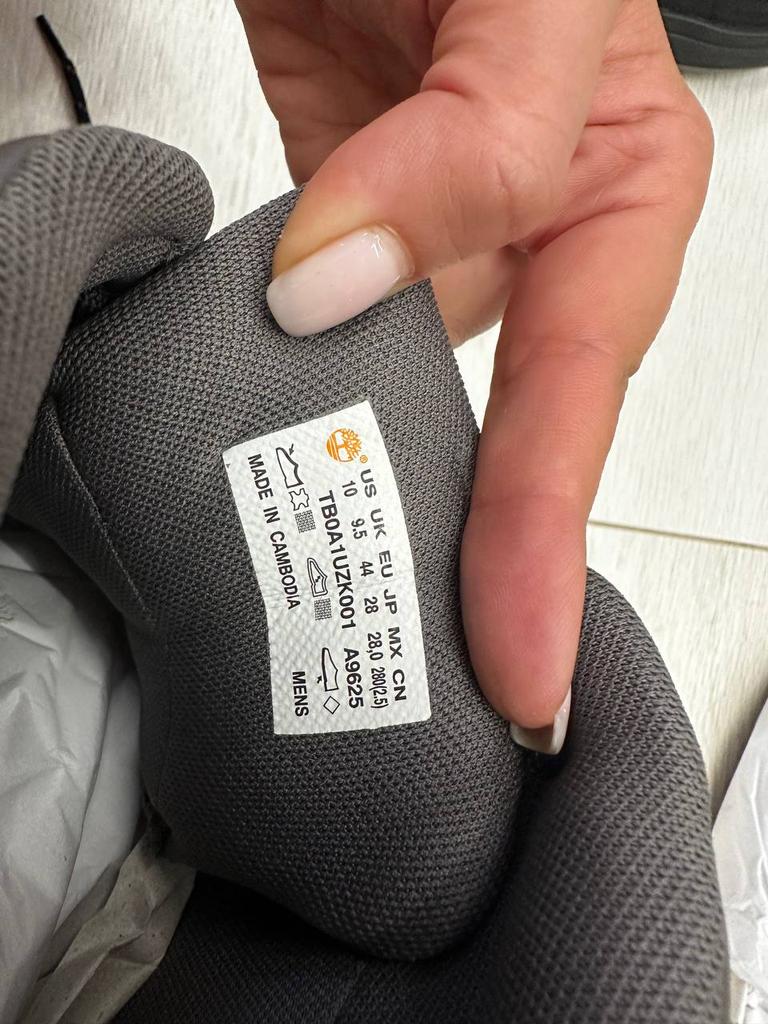 ®
US UK EU JP MX CN
10 9.5 44 28 28,0 280(2.5)
TB0A1UZK001 A9625
MADE IN CAMBODIA MENS